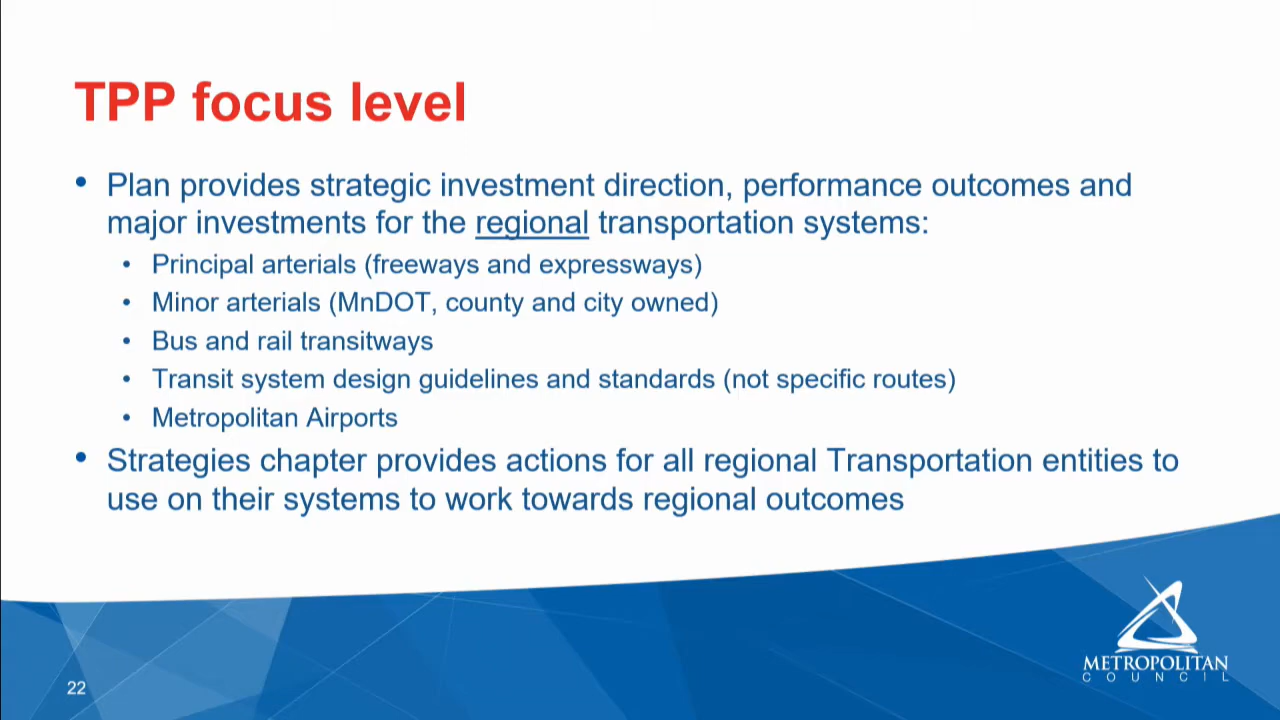 TPP focus level
• Plan provides strategic investment direction, performance outcomes and
major investments for the regional transportation systems:
• Principal arterials (freeways and expressways)
• Minor arterials (MnDOT, county and city owned)
• Bus and rail transitways
• Transit system design guidelines and standards (not specific routes)
• Metropolitan Airports
• Strategies chapter provides actions for all regional Transportation entities to
use on their systems to work towards regional outcomes
METROPOLITAN
COUNCIL
22